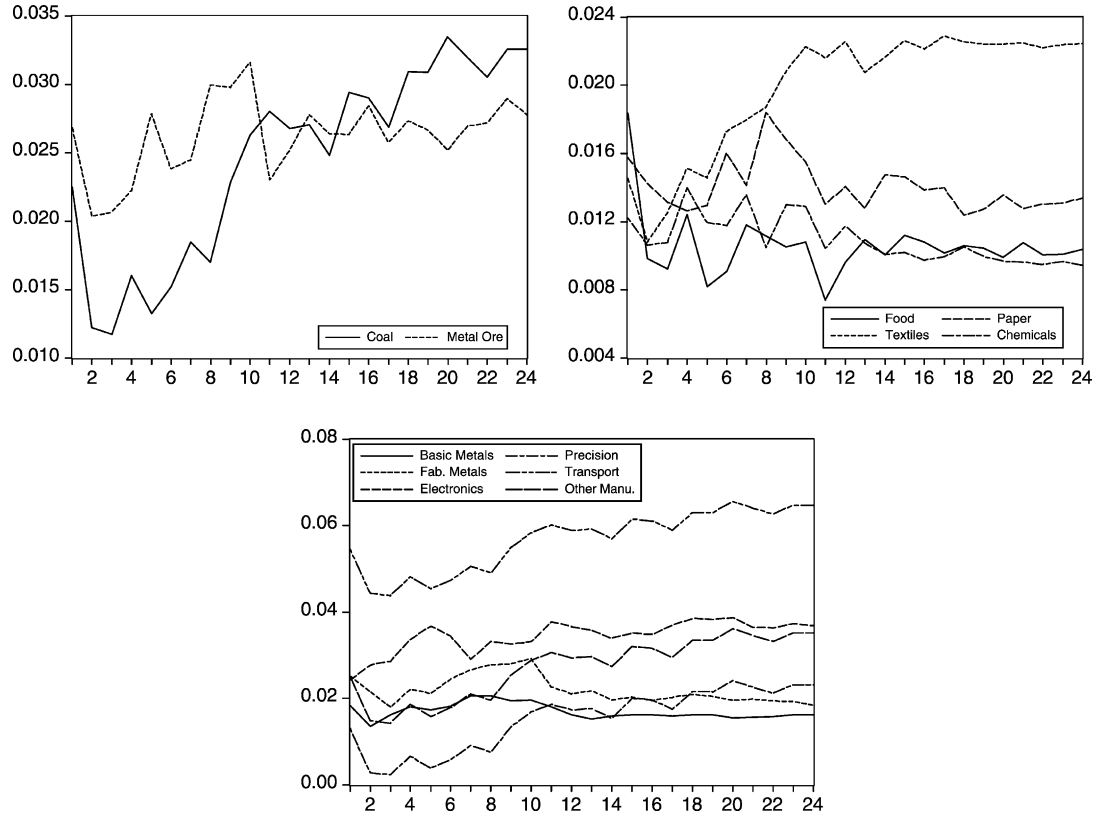 0.035
0.030
0.025
0.020
0.015
0.010
Coal Metal Ore
2 4 6 8 10 12 14 16 18 20 22 24
0.024
0.020
0.016
0.012
0.008
0.004
Food Paper
Textiles Chemicals
2 4 6 8 10 12 14 16 18 20 22 24
0.08
0.06
0.04
0.02
0.00
Basic Metals Precision
Fab. Metals Transport
Electronics Other Manu.
2 4 6 8 10 12 14 16 18 20 22 24